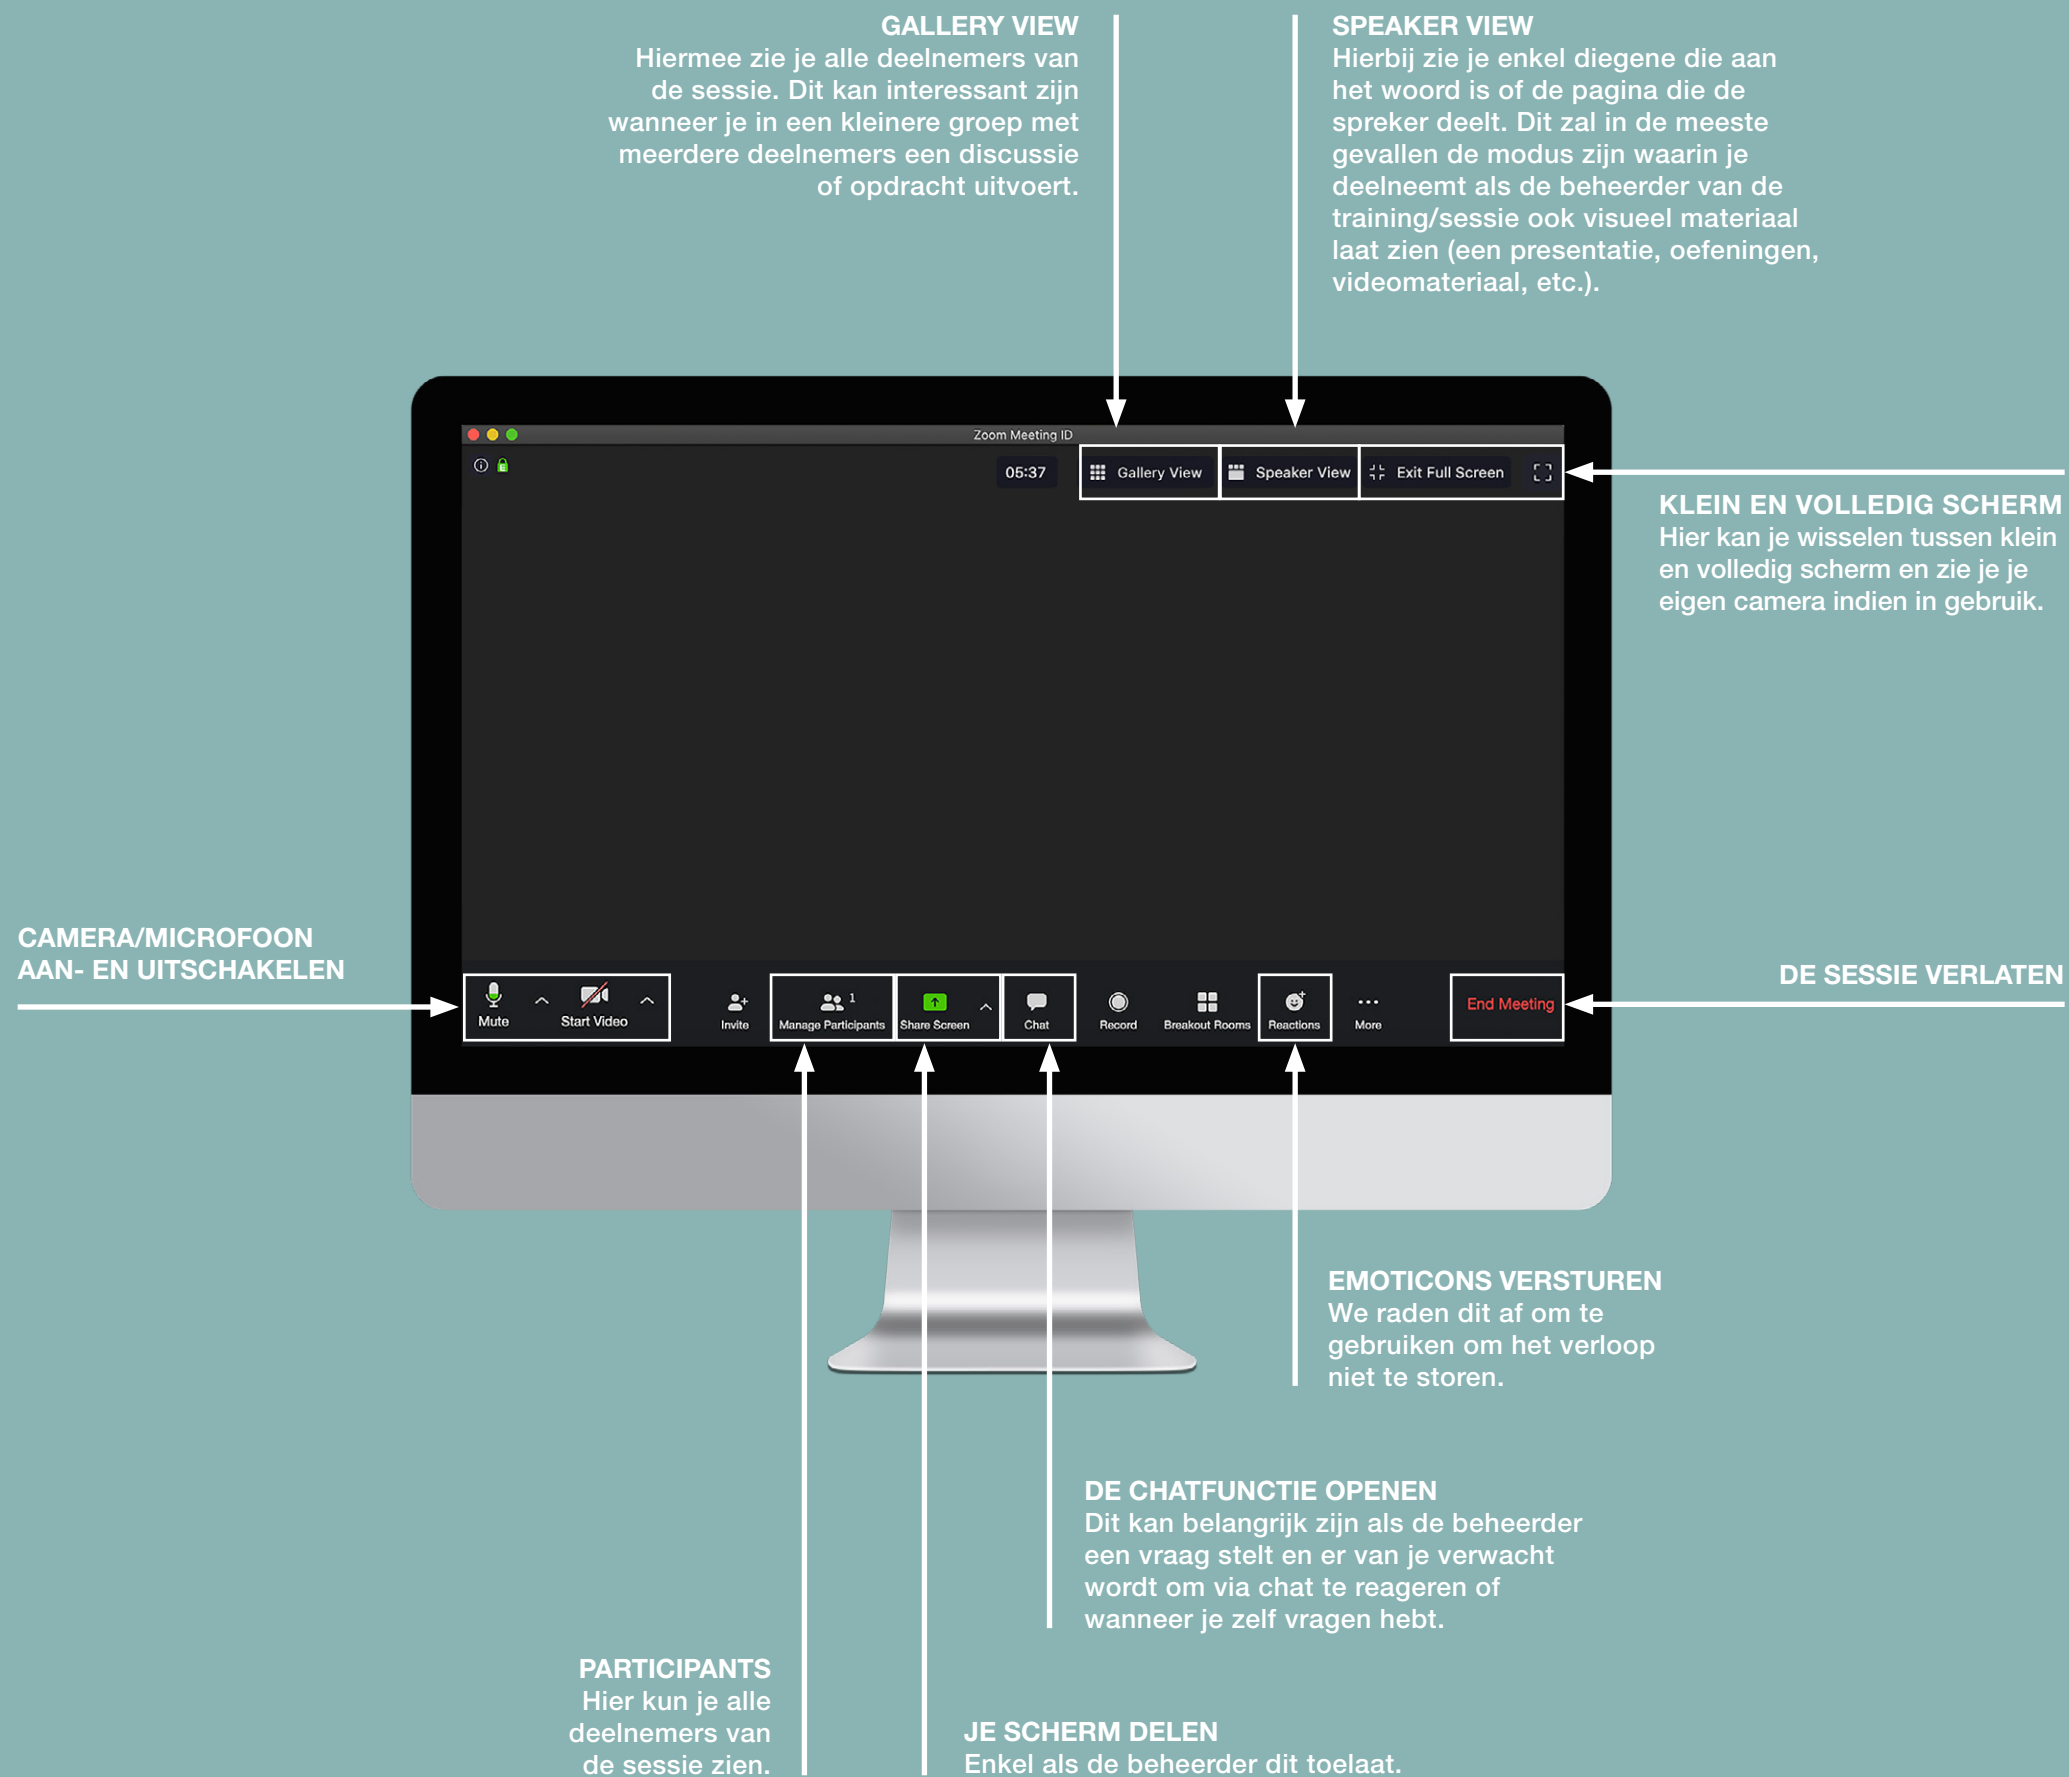 GALLERY VIEW
Hiermee zie je alle deelnemers van
de sessie. Dit kan interessant zijn
wanneer je in een kleinere groep met
meerdere deelnemers een discussie
of opdracht uitvoert.
SPEAKER VIEW
Hierbij zie je enkel diegene die aan
het woord is of de pagina die de
spreker deelt. Dit zal in de meeste
gevallen de modus zijn waarin je
deelneemt als de beheerder van de
training/sessie ook visueel materiaal
laat zien (een presentatie, oefeningen,
videomateriaal, etc.).
Zoom Meeting ID
05:37
Gallery View
Speaker View
Exit Full Screen
KLEIN EN VOLLEDIG SCHERM
Hier kan je wisselen tussen klein
en volledig scherm en zie je je
eigen camera indien in gebruik.
CAMERA/MICROFOON
AAN- EN UITSCHAKELEN
DE SESSIE VERLATEN
Mute
Start Video
Invite
1
Manage Participants
Share Screen
Chat
Record
Breakout Rooms
Reactions
More
End Meeting
EMOTICONS VERSTUREN
We raden dit af om te
gebruiken om het verloop
niet te storen.
DE CHATFUNCTIE OPENEN
Dit kan belangrijk zijn als de beheerder
een vraag stelt en er van je verwacht
wordt om via chat te reageren of
wanneer je zelf vragen hebt.
PARTICIPANTS
Hier kun je alle
deelnemers van
de sessie zien.
JE SCHERM DELEN
Enkel als de beheerder dit toelaat.